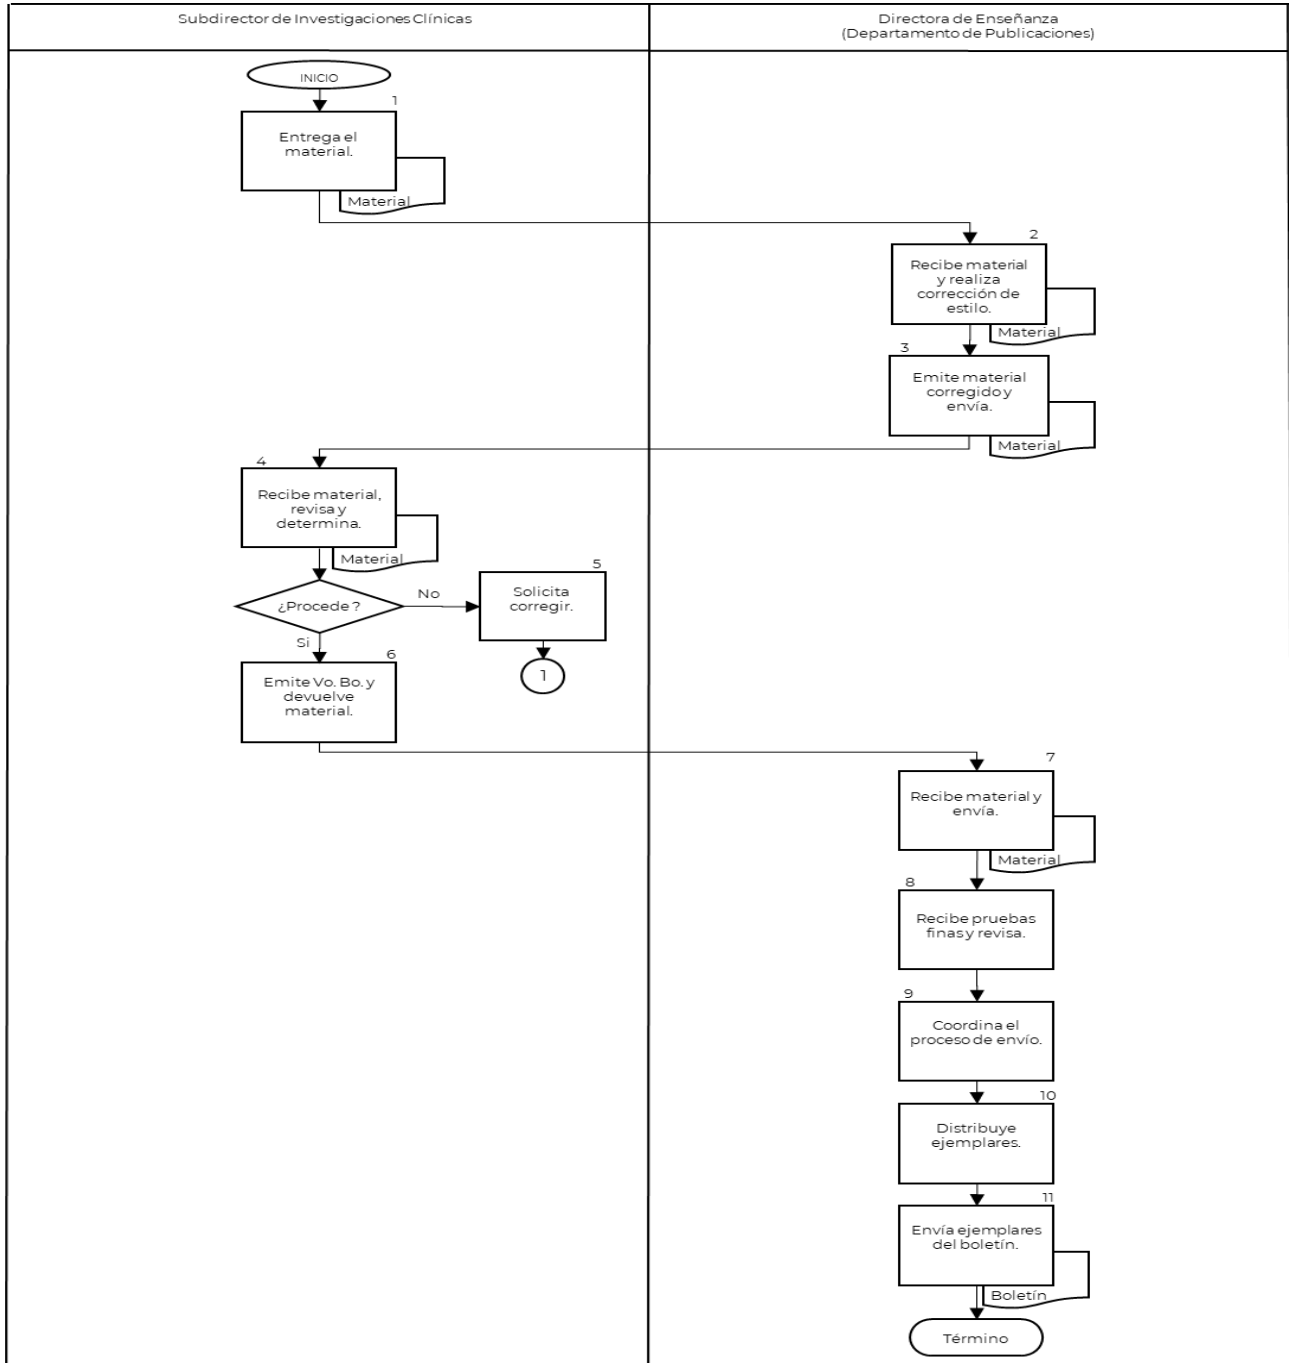 Subdirector de Investigaciones Clínicas
Directora de Enseñanza
(Departamento de Publicaciones)
INICIO
1
Entrega el
material.
Material
2
Recibe material
y realiza
corrección de
estilo.
Material
3
Emite material
corregido y
envía.
Material
4
Recibe material,
revisa y
determina.
Material
¿Procede ?
No
5
Solicita
corregir.
1
Si
6
Emite Vo. Bo. y
devuelve
material.
7
Recibe material y
envía.
Material
8
Recibe pruebas
finas y revisa.
9
Coordina el
proceso de envío.
10
Distribuye
ejemplares.
11
Envía ejemplares
del boletín.
Boletín
Término